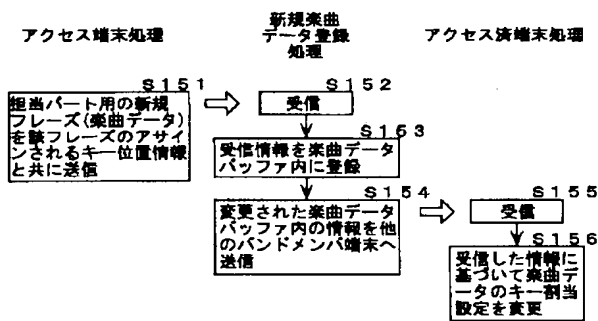 アクセス端末処理
新規楽曲
データ登録
処理
アクセス済端末処理
S151
担当パート用の新規
フレーズ(楽曲データ)
を該フレーズのアサイ
ンされるキー位置情報
と共に送信
S152
受信
S153
受信情報を楽曲データ
バッファ内に登録
S154
変更された楽曲データ
バッファ内の情報を他
のバンドメンバ端末へ
送信
S155
受信
S156
受信した情報に
基づいて楽曲デ
ータのキー割当
設定を変更